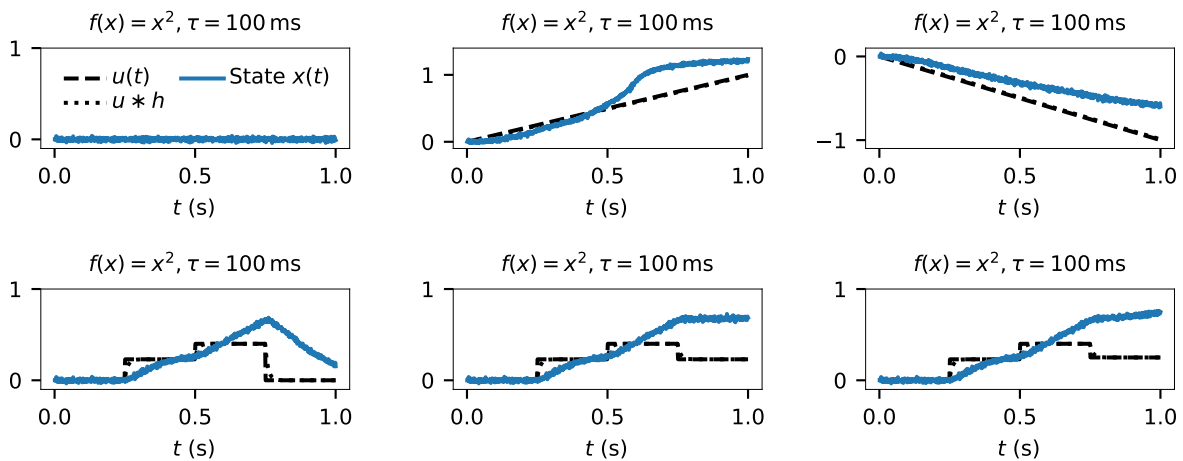 f(x) = x², τ = 100 ms
1
0
u(t)
State x(t)
u ∗ h
0.0 0.5 1.0
t (s)
f(x) = x², τ = 100 ms
1
0
0.0 0.5 1.0
t (s)
f(x) = x², τ = 100 ms
0
−1
0.0 0.5 1.0
t (s)
f(x) = x², τ = 100 ms
1
0
0.0 0.5 1.0
t (s)
f(x) = x², τ = 100 ms
1
0
0.0 0.5 1.0
t (s)
f(x) = x², τ = 100 ms
1
0
0.0 0.5 1.0
t (s)